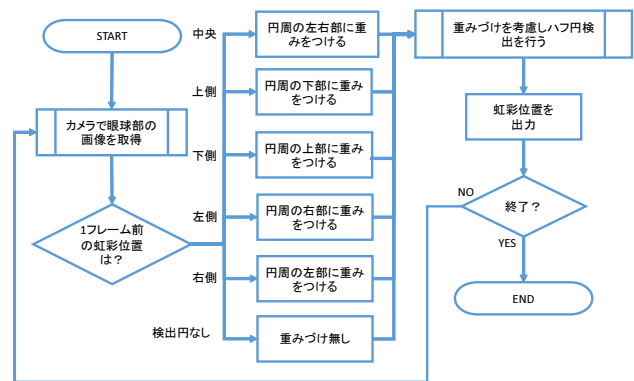 START
カメラで眼球部の
画像を取得
1フレーム前
の虹彩位置
は？
中央
円周の左右部に重
みをつける
上側
円周の下部に重み
をつける
下側
円周の上部に重み
をつける
左側
円周の右部に重み
をつける
右側
円周の左部に重み
をつける
検出円なし
重みづけ無し
重みづけを考慮しハフ円検
出を行う
虹彩位置を
出力
終了？
NO
YES
END